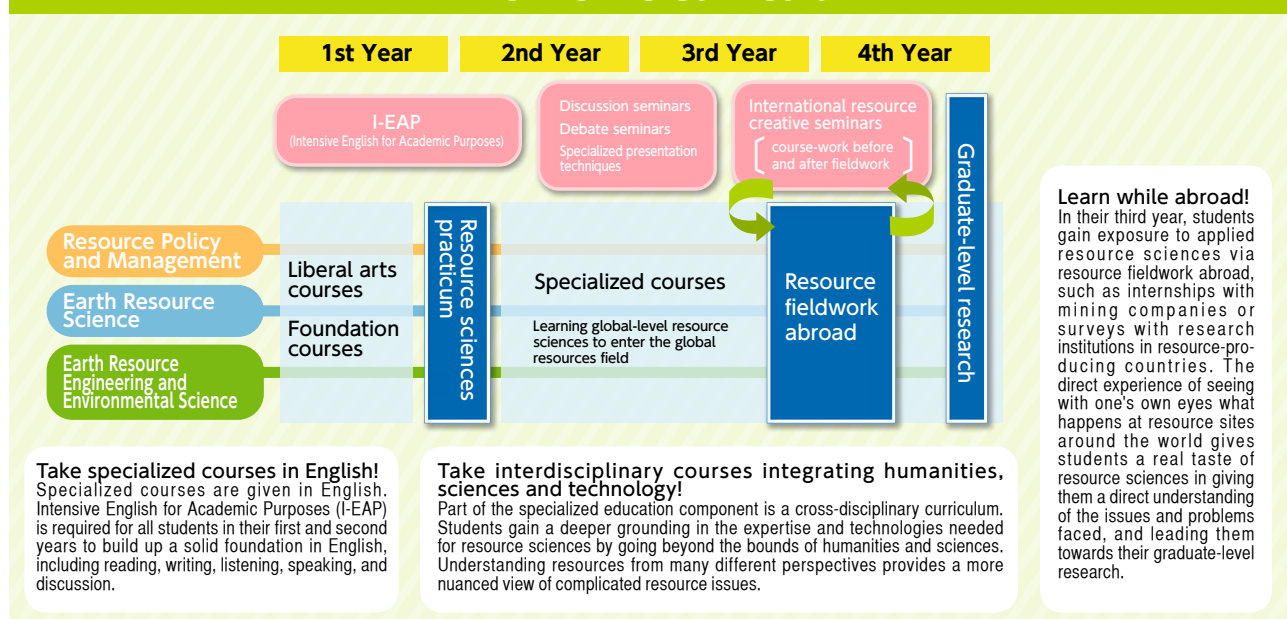 1st Year
2nd Year
3rd Year
4th Year
I-EAP
(Intensive English for Academic Purposes)
Discussion seminars
Debate seminars
Specialized presentation
techniques
International resource
creative seminars
course-work before
and after fieldwork
Graduate-level research
Resource Policy
and Management
Earth Resource
Science
Earth Resource
Engineering and
Environmental Science
Liberal arts
courses
Foundation
courses
Resource sciences
practicum
Specialized courses
Learning global-level resource
sciences to enter the global
resources field
Resource
fieldwork
abroad
Learn while abroad!
In their third year, students
gain exposure to applied
resource sciences via
resource fieldwork abroad,
such as internships with
mining companies or
surveys with research
institutions in resource-pro-
ducing countries. The
direct experience of seeing
with one's own eyes what
happens at resource sites
around the world gives
students a real taste of
resource sciences in giving
them a direct understanding
of the issues and problems
faced, and leading them
towards their graduate-level
research.
Take specialized courses in English!
Specialized courses are given in English.
Intensive English for Academic Purposes (I-EAP)
is required for all students in their first and second
years to build up a solid foundation in English,
including reading, writing, listening, speaking, and
discussion.
Take interdisciplinary courses integrating humanities,
sciences and technology!
Part of the specialized education component is a cross-disciplinary curriculum.
Students gain a deeper grounding in the expertise and technologies needed
for resource sciences by going beyond the bounds of humanities and sciences.
Understanding resources from many different perspectives provides a more
nuanced view of complicated resource issues.